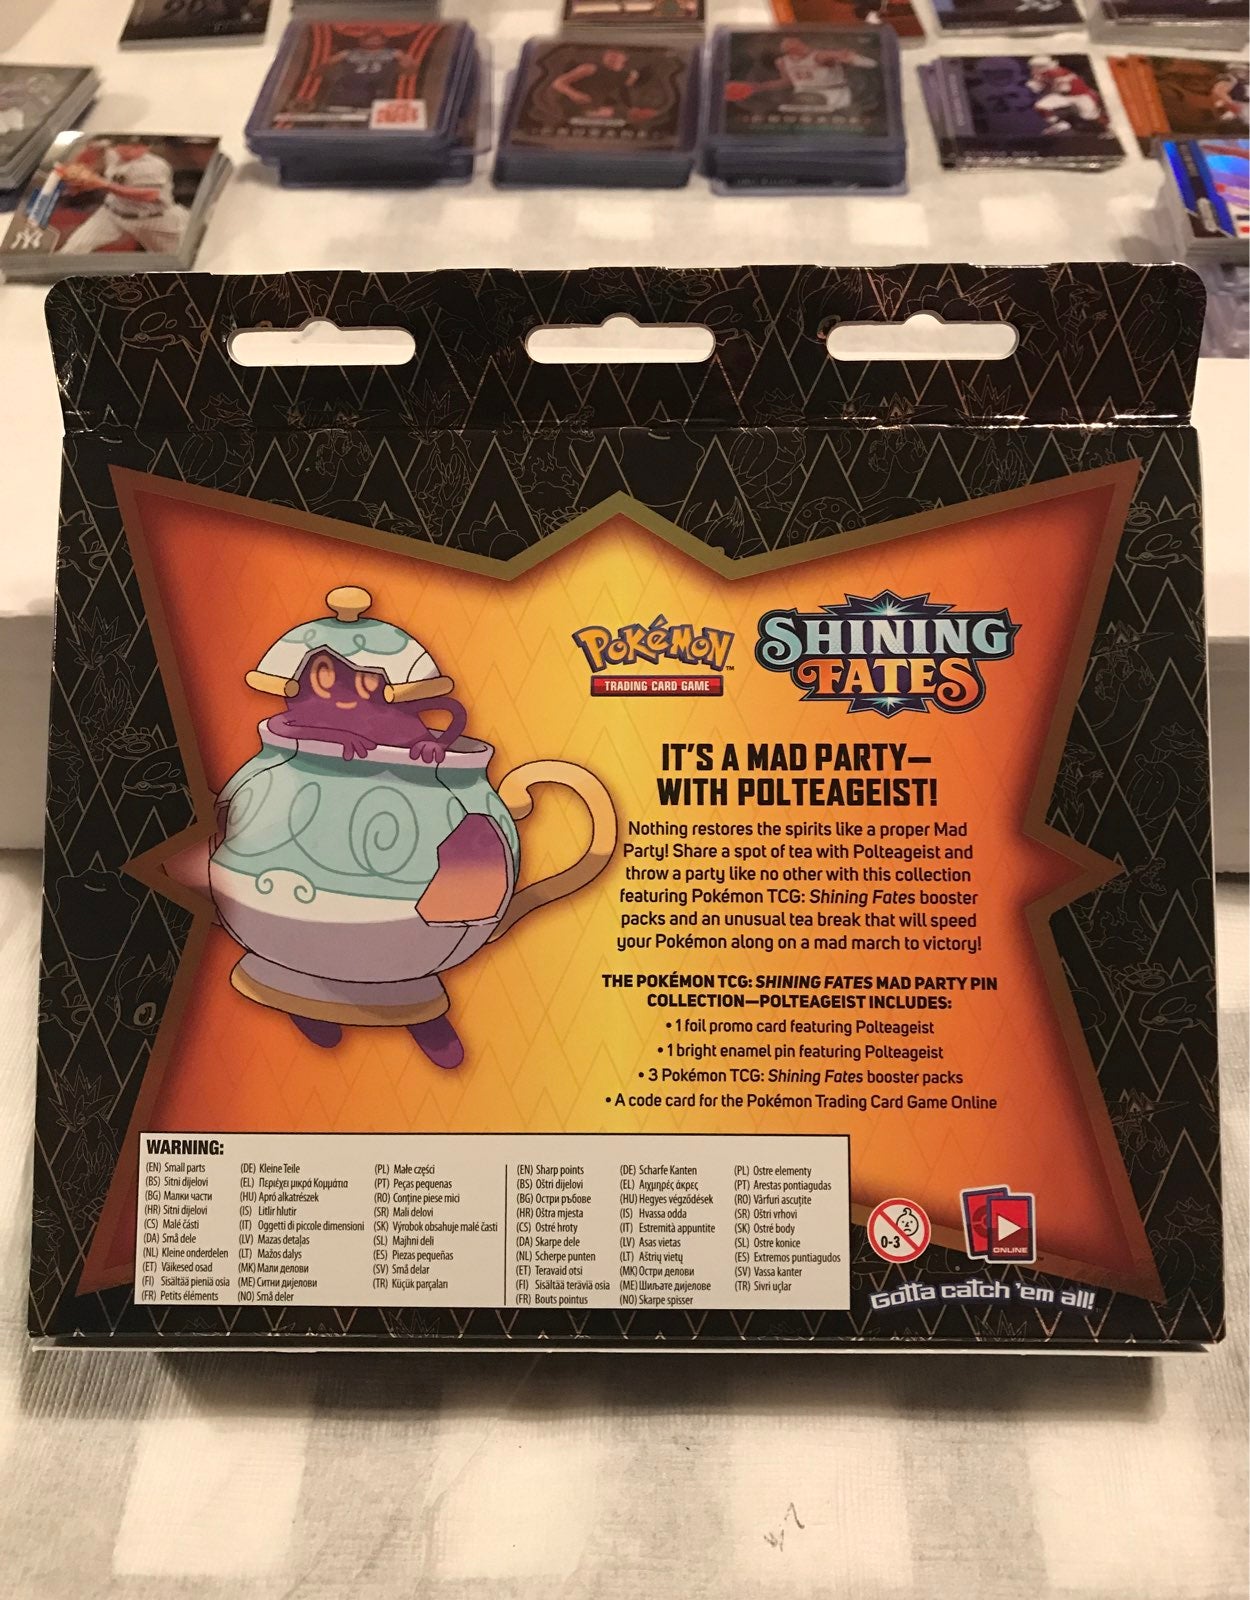 POKéMON™
TRADING CARD GAME
SHINING
FATES
IT'S A MAD PARTY—
WITH POLTEAGEIST!
Nothing restores the spirits like a proper Mad
Party! Share a spot of tea with Polteageist and
throw a party like no other with this collection
featuring Pokémon TCG: Shining Fates booster
packs and an unusual tea break that will speed
your Pokémon along on a mad march to victory!
THE POKÉMON TCG: SHINING FATES MAD PARTY PIN
COLLECTION—POLTEAGEIST INCLUDES:
• 1 foil promo card featuring Polteageist
• 1 bright enamel pin featuring Polteageist
• 3 Pokémon TCG: Shining Fates booster packs
• A code card for the Pokémon Trading Card Game Online
WARNING:
(EN) Small parts
(BS) Sitni dijelovi
(BG) Малки части
(HR) Sitni dijelovi
(CS) Malé části
(DA) Små dele
(NL) Kleine onderdelen
(ET) Väikesed osad
(FI) Sisältää pieniä osia
(FR) Petits éléments
(DE) Kleine Teile
(EL) Περιέχει μικρά Κομμάτια
(HU) Apró alkatrészek
(IS) Litlir hlutir
(IT) Oggetti di piccole dimensioni
(LV) Mazas detaļas
(LT) Mažos dalys
(MK) Мали делови
(ME) Ситни дијелови
(NO) Små deler
(PL) Małe części
(PT) Peças pequenas
(RO) Conține piese mici
(SR) Mali delovi
(SK) Výrobok obsahuje malé časti
(SL) Majhni deli
(ES) Piezas pequeñas
(SV) Små delar
(TR) Küçük parçaları
(EN) Sharp points
(BS) Oštri dijelovi
(BG) Остри ръбове
(HR) Oštra mjesta
(CS) Ostré hroty
(DA) Skarpe dele
(NL) Scherpe punten
(ET) Teravaid otsi
(FI) Sisältää teräviä osia
(FR) Bouts pointus
(DE) Scharfe Kanten
(EL) Αιχμηρές άκρες
(HU) Hegyes végződések
(IS) Hvassa odda
(IT) Estremità appuntite
(LV) Asas vietas
(LT) Aštrių vietų
(MK) Остри делови
(ME) Шиљате дијелове
(NO) Skarpe spisser
(PL) Ostre elementy
(PT) Arestas pontiagudas
(RO) Vârfuri ascuțite
(SR) Oštri vrhovi
(SK) Ostré body
(SL) Ostre konice
(ES) Extremos puntiagudos
(SV) Vassa kanter
(TR) Sivri uçlar
0-3
ONLINE
Gotta catch 'em all!